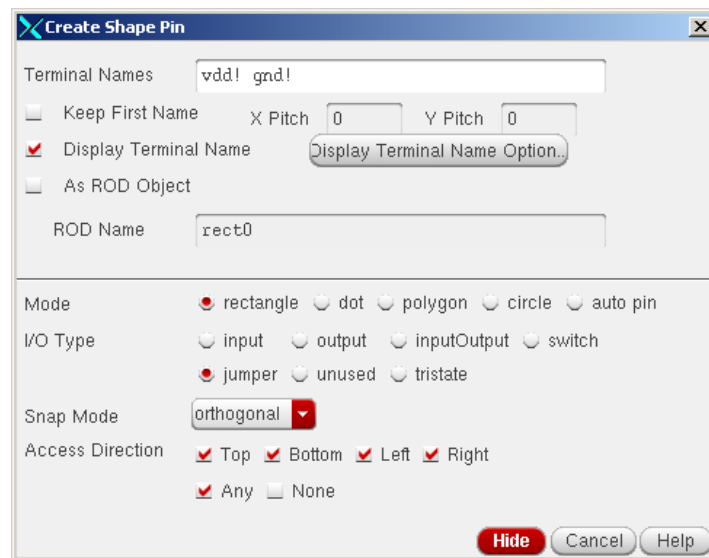 Create Shape Pin
Terminal Names vdd! gnd!
Keep First Name X Pitch 0 Y Pitch 0
Display Terminal Name Display Terminal Name Option..
As ROD Object
ROD Name rect0
Mode rectangle dot polygon circle auto pin
I/O Type input output inputOutput switch
jumper unused tristate
Snap Mode orthogonal
Access Direction Top Bottom Left Right
Any None
Hide Cancel Help